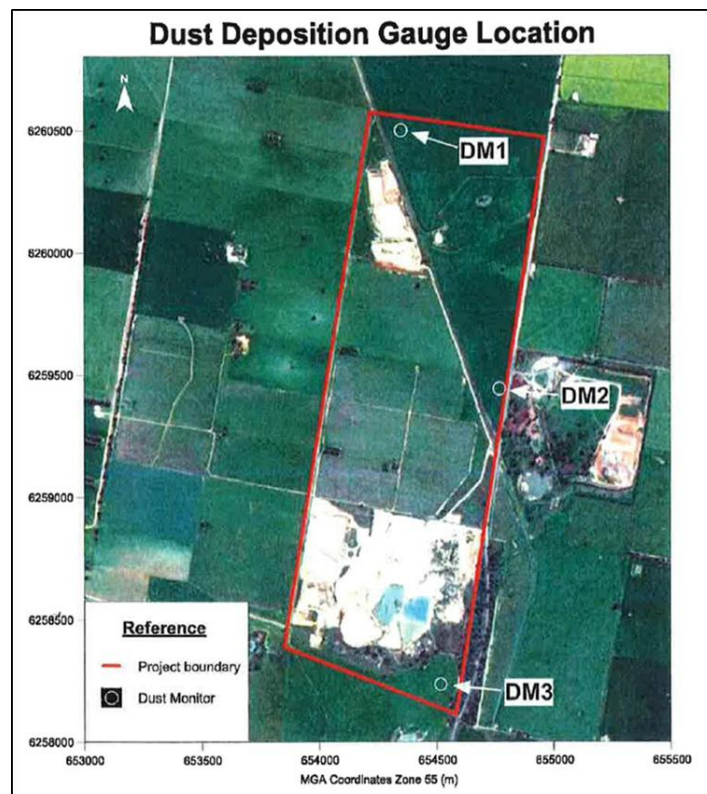 Dust Deposition Gauge Location
N
6260500
DM1
6260000
6259500
DM2
6259000
6258500
Reference
Project boundary
Dust Monitor
DM3
6258000
653000
653500
654000
654500
655000
655500
MGA Coordinates Zone 55 (m)